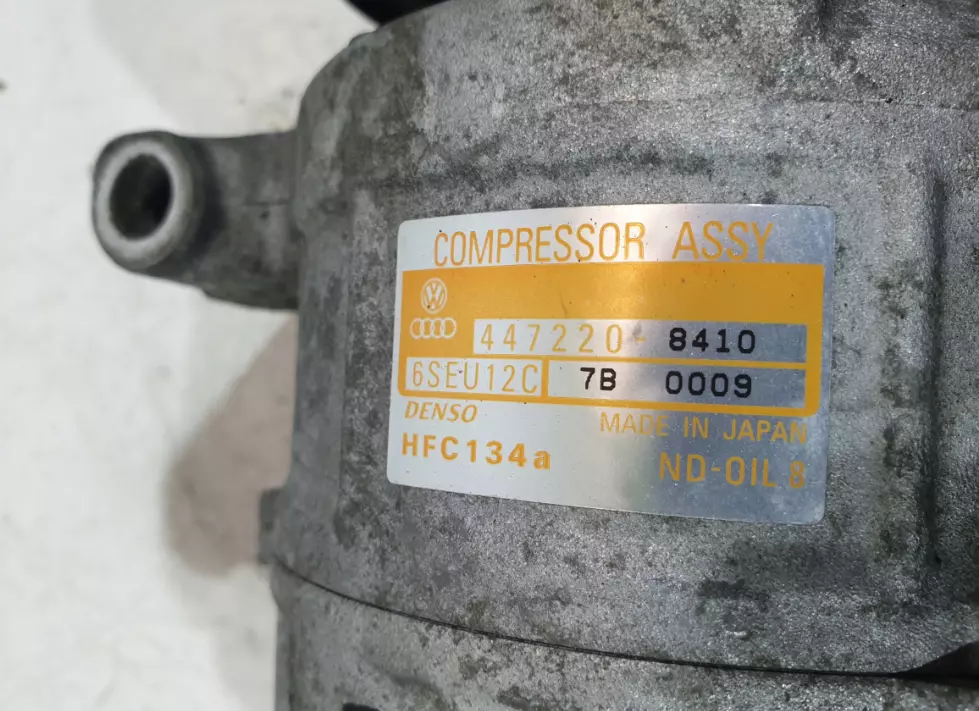 COMPRESSOR ASSY
447220-8410
6SEU12C 7B 0009
DENSO MADE IN JAPAN
HFC134a ND-OIL 8